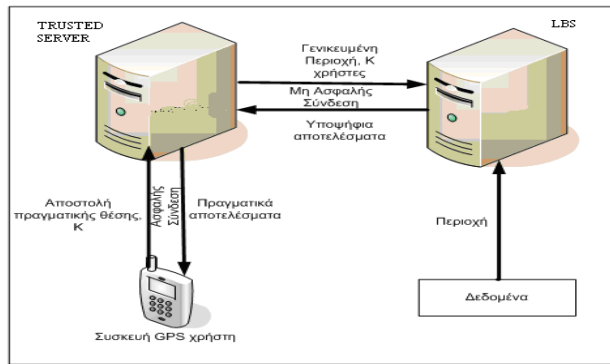 TRUSTED
SERVER
LBS
Γενικευμένη
Περιοχή, Κ
χρήστες
Μη Ασφαλής
Σύνδεση
Υποψήφια
αποτελέσματα
Αποστολή
πραγματικής θέσης,
Κ
Ασφαλής
Σύνδεση
Πραγματικά
αποτελέσματα
Περιοχή
Δεδομένα
Συσκευή GPS χρήστη